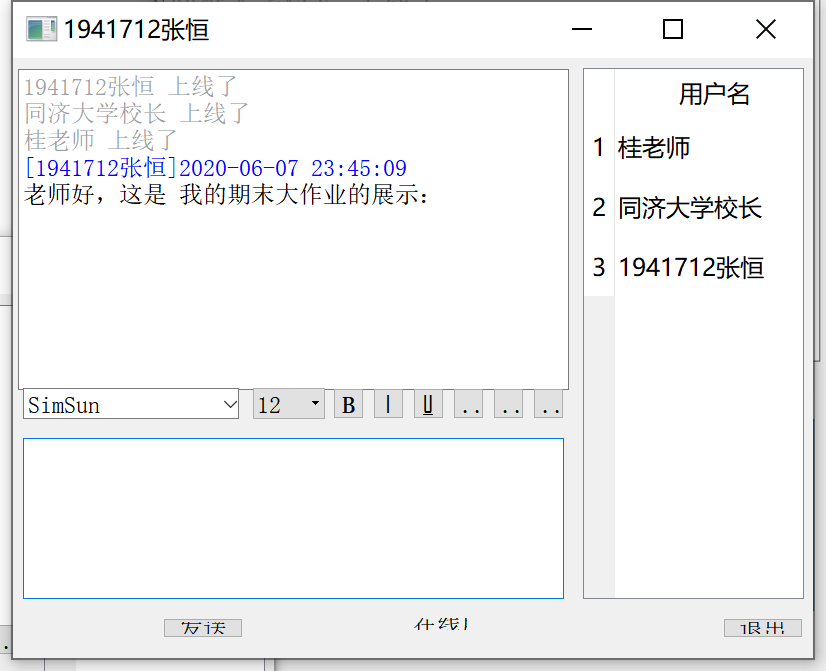 1941712张恒
1941712张恒 上线了
同济大学校长 上线了
桂老师 上线了
[1941712张恒]2020-06-07 23:45:09
老师好，这是 我的期末大作业的展示：
用户名
1 桂老师
2 同济大学校长
3 1941712张恒
SimSun 12 B I U .. .. ..
发送 在线 退出